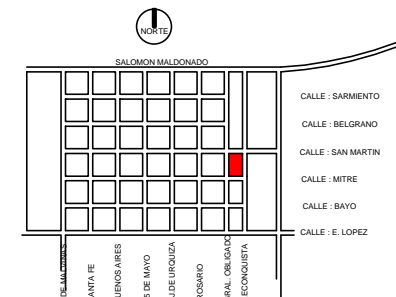 NORTE
SALOMON MALDONADO
CALLE : SARMIENTO
CALLE : BELGRANO
CALLE : SAN MARTIN
CALLE : MITRE
CALLE : BAYO
CALLE : E. LOPEZ
ANTA FE
UENOS AIRES
5 DE MAYO
J.DE URQUIZA
ROSARIO
GRAL. OBLIGADO
ECONQUISTA